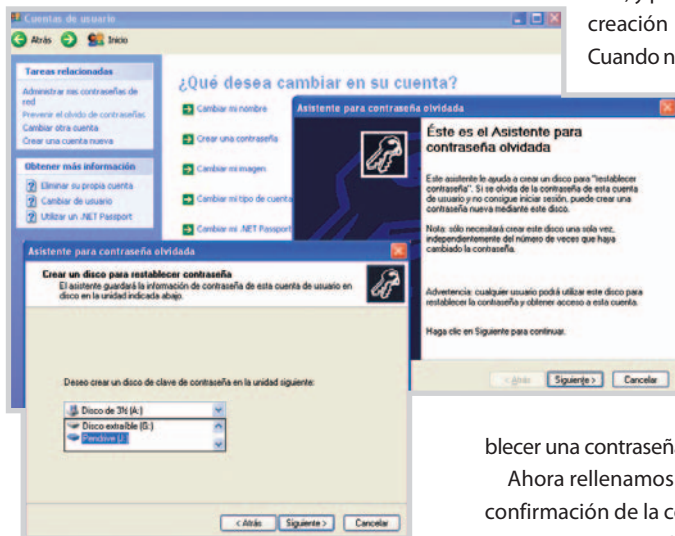 creación
Cuando n
Cuentas de usuario
Atrás Inicio
Tareas relacionadas
Administrar mis contraseñas de
red
Prevenir el olvido de contraseñas
Cambiar otra cuenta
Crear una cuenta nueva
Obtener más información
Eliminar su propia cuenta
Cambiar de usuario
Utilizar un .NET Passport
¿Qué desea cambiar en su cuenta?
Cambiar mi nombre
Crear una contraseña
Cambiar mi imagen
Cambiar mi tipo de cuenta
Cambiar mi .NET Passport
Asistente para contraseña olvidada
Éste es el Asistente para
contraseña olvidada
Este asistente le ayuda a crear un disco para "restablecer
contraseña". Si se olvida de la contraseña de esta cuenta
de usuario y no consigue iniciar sesión, puede crear una
contraseña nueva mediante este disco.
Nota: sólo necesitará crear este disco una sola vez,
independientemente del número de veces que haya
cambiado la contraseña.
Advertencia: cualquier usuario podrá utilizar este disco para
restablecer la contraseña y obtener acceso a esta cuenta.
Haga clic en Siguiente para continuar.
< Atrás Siguiente > Cancelar
Asistente para contraseña olvidada
Crear un disco para restablecer contraseña
El asistente guardará la información de contraseña de esta cuenta de usuario en
disco en la unidad indicada
abajo.
Deseo crear un disco de clave de contraseña en la unidad siguiente:
Disco de 3½ (A:)
Disco extraíble (G:)
Pendrive (J:)
< Atrás Siguiente > Cancelar
blecer una contraseña
Ahora rellenamos
confirmación de la co